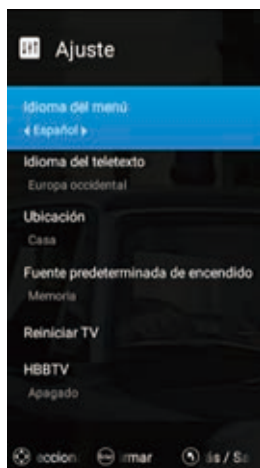 Ajuste
Idioma del menú
Español
Idioma del teletexto
Europa occidental
Ubicación
Casa
Fuente predeterminada de encendido
Memoria
Reiniciar TV
HBBTV
Apagado